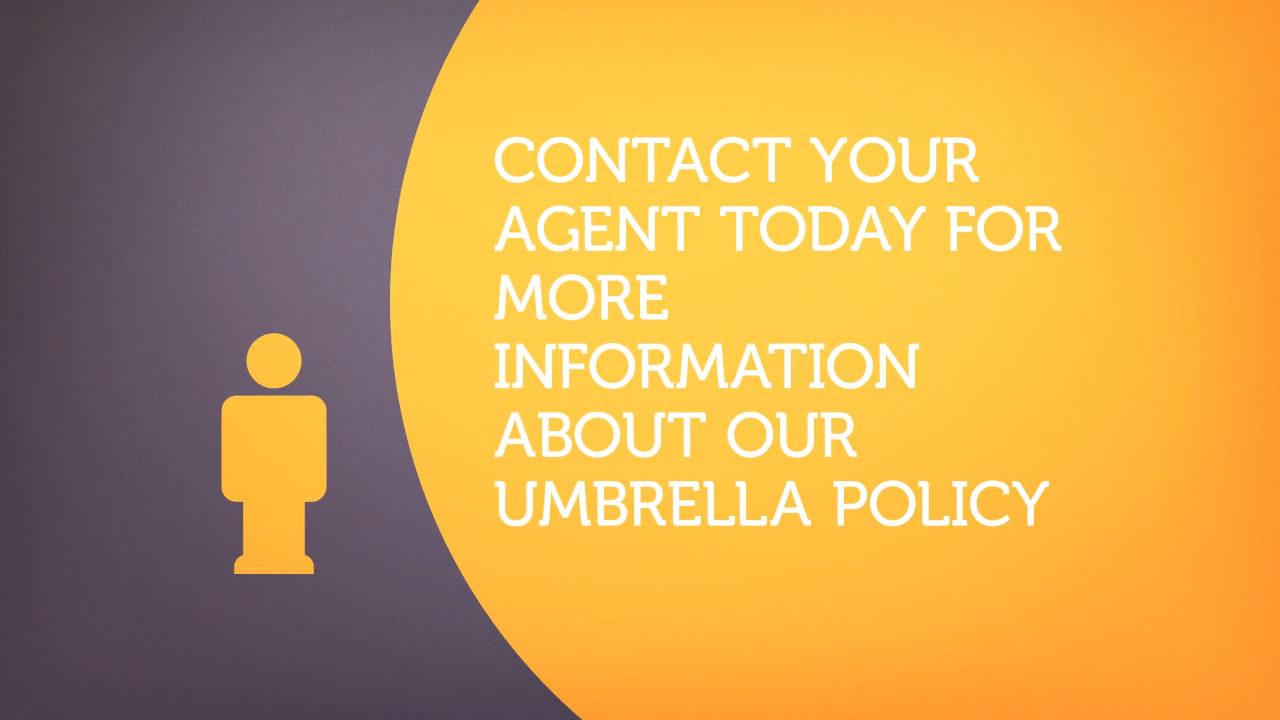 CONTACT YOUR
AGENT TODAY FOR
MORE
INFORMATION
ABOUT OUR
UMBRELLA POLICY